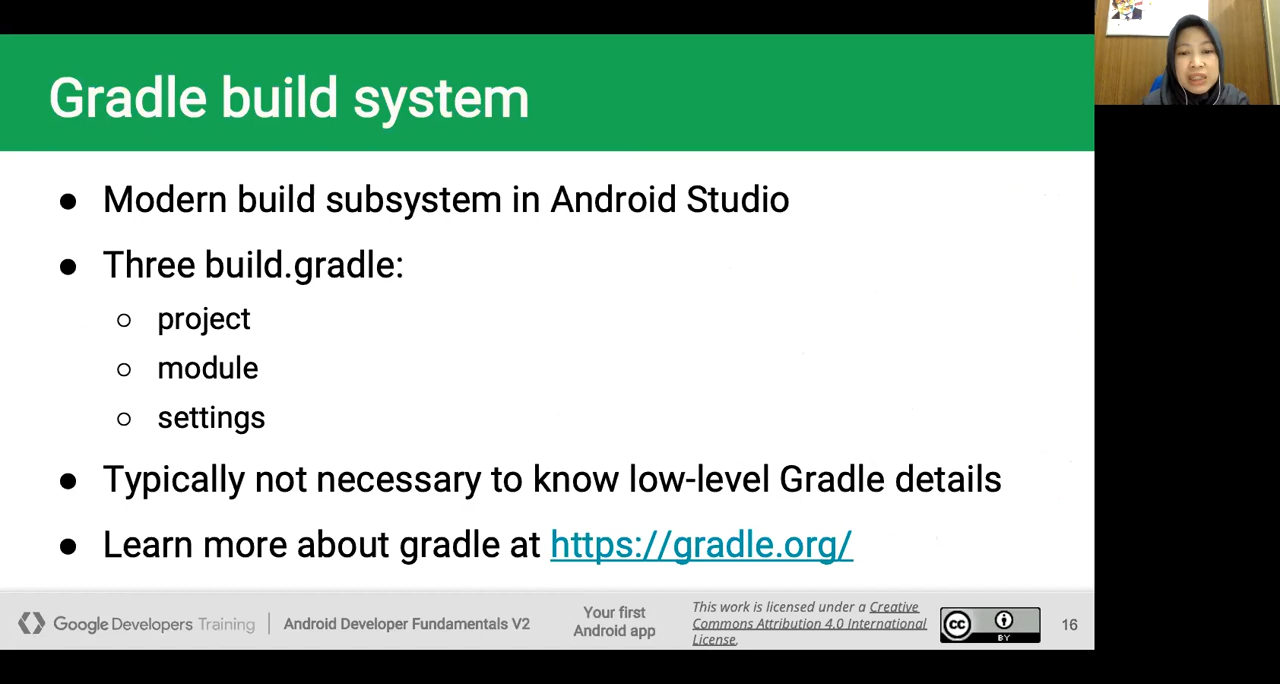 Gradle build system
● Modern build subsystem in Android Studio
● Three build.gradle:
○ project
○ module
○ settings
● Typically not necessary to know low-level Gradle details
● Learn more about gradle at https://gradle.org/
Google Developers Training
Android Developer Fundamentals V2
Your first
Android app
This work is licensed under a Creative
Commons Attribution 4.0 International
License.
cc
BY
16